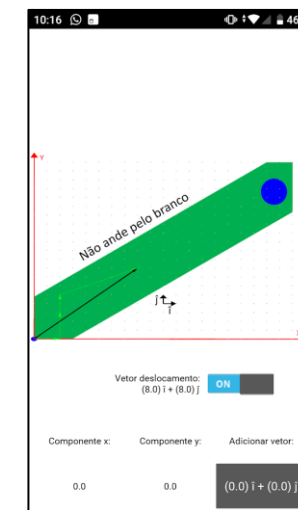 10:16 46
Y
Não ande pelo branco
ĵ
î
Vetor deslocamento:
(8.0) î + (8.0) ĵ
ON
Componente x: Componente y: Adicionar vetor:
0.0 0.0 (0.0) î + (0.0) ĵ